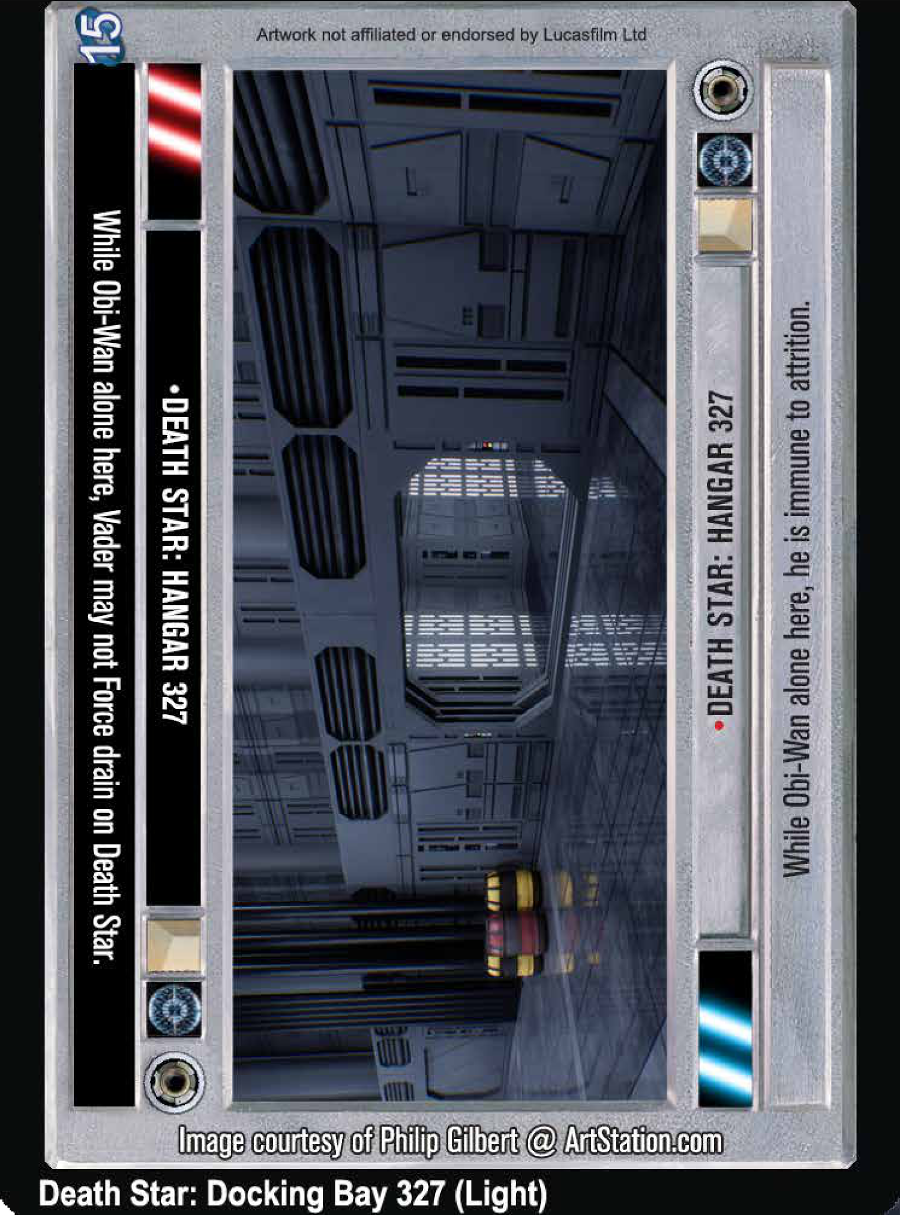 Artwork not affiliated or endorsed by Lucasfilm Ltd
15
While Obi-Wan alone here, Vader may not Force drain on Death Star.
•DEATH STAR: HANGAR 327
•DEATH STAR: HANGAR 327
While Obi-Wan alone here, he is immune to attrition.
Image courtesy of Philip Gilbert @ ArtStation.com
Death Star: Docking Bay 327 (Light)